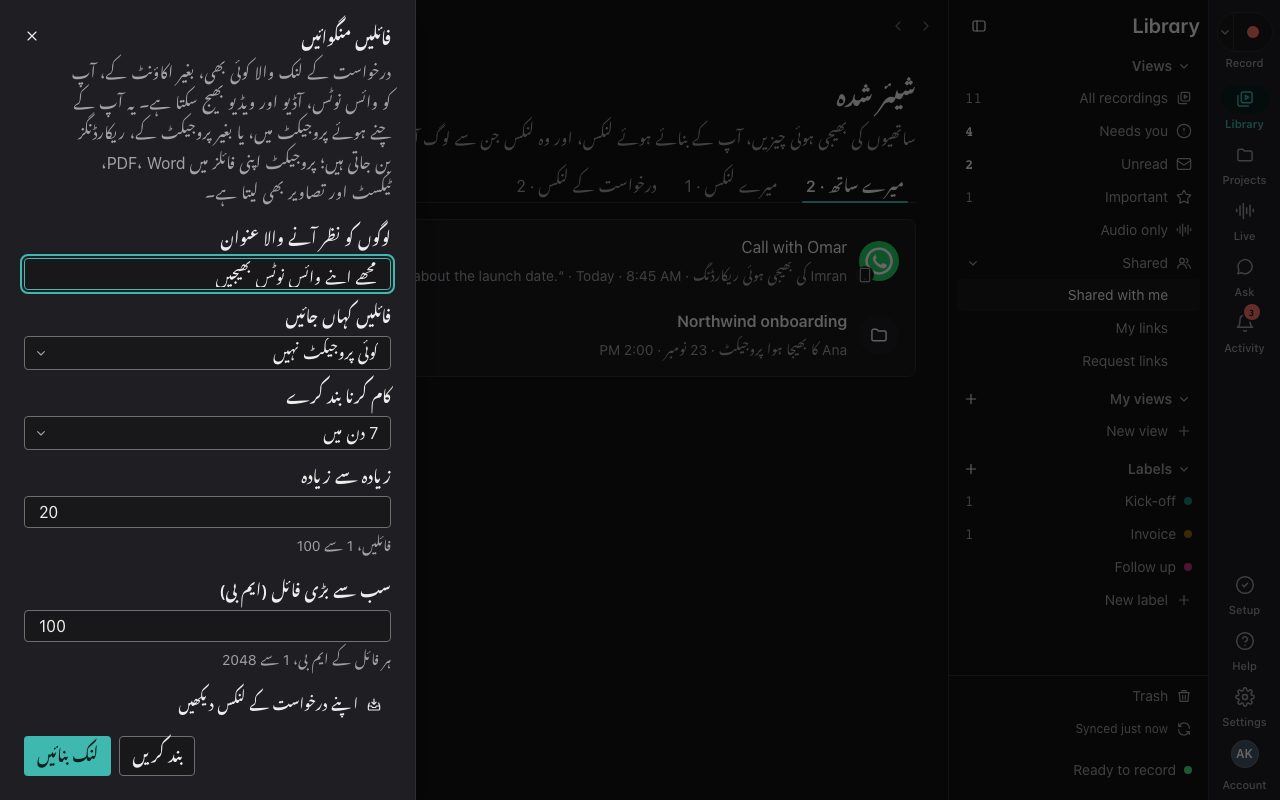 فائلیں منگوائیں
درخواست کے لنک والا کوئی بھی، بغیر اکاؤنٹ کے، آپ
کو وائس نوٹس، آڈیو اور ویڈیو بھیج سکتا ہے۔ یہ آپ کے
چنے ہوئے پروجیکٹ میں، یا بغیر پروجیکٹ کے، ریکارڈنگز
بن جاتی ہیں؛ پروجیکٹ اپنی فائلز میں PDF، Word،
ٹیکسٹ اور تصاویر بھی لیتا ہے۔
لوگوں کو نظر آنے والا عنوان
مجھے اپنے وائس نوٹس بھیجیں
فائلیں کہاں جائیں
کوئی پروجیکٹ نہیں
کام کرنا بند کرے
7 دن میں
زیادہ سے زیادہ
20
فائلیں، 1 سے 100
سب سے بڑی فائل (ایم بی)
100
ہر فائل کے ایم بی، 1 سے 2048
اپنے درخواست کے لنکس دیکھیں
بند کریں
لنک بنائیں
شیئر شدہ
ساتھیوں کی بھیجی ہوئی چیزیں، آپ کے بنائے ہوئے لنکس، اور وہ لنکس جن سے لوگ
میرے ساتھ · 2
میرے لنکس · 1
درخواست کے لنکس · 2
Call with Omar
Imran کی بھیجی ہوئی ریکارڈنگ · Today · 8:45 AM · "about the launch date.
Northwind onboarding
Ana کا بھیجا ہوا پروجیکٹ · 23 نومبر · 2:00 PM
Library
Views
All recordings 11
Needs you 4
Unread 2
Important 1
Audio only
Shared
Shared with me
My links
Request links
My views
New view
Labels
Kick-off 1
Invoice 1
Follow up
New label
Trash
Synced just now
Ready to record
Record
Library
Projects
Live
Ask
3
Activity
Setup
Help
Settings
AK
Account